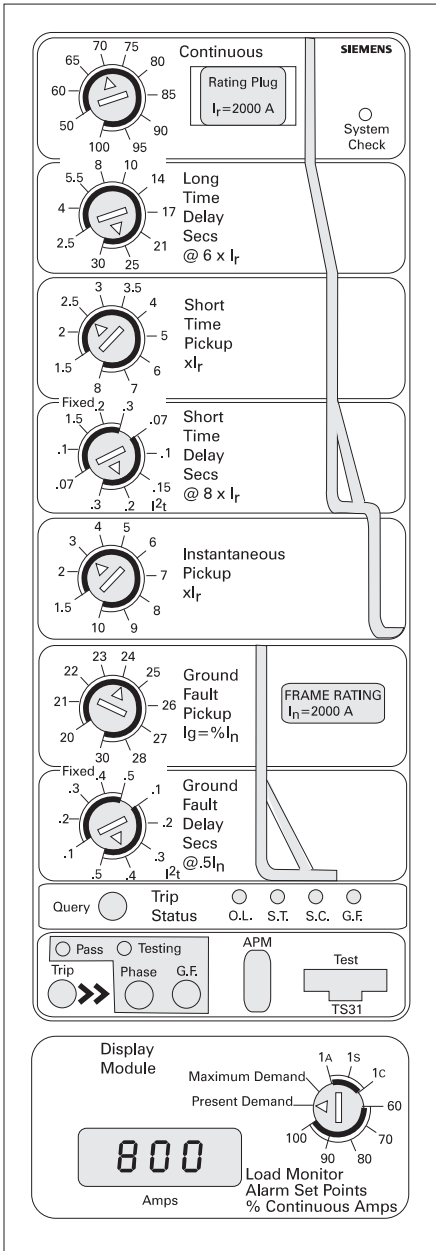 70 75
65 80
60 85
50 90
100 95
Continuous
Rating Plug
Ir=2000 A
SIEMENS
System
Check
8 10
5.5 14
4 17
2.5 21
30 25
Long
Time
Delay
Secs
@ 6 x Ir
3 3.5
2.5 4
2 5
1.5 6
8 7
Short
Time
Pickup
xIr
Fixed .2 .3
1.5 .07
.1 .1
.07 .15
.3 .2 I2t
Short
Time
Delay
Secs
@ 8 x Ir
4 5
3 6
2 7
1.5 8
10 9
Instantaneous
Pickup
xIr
23 24
22 25
21 26
20 27
30 28
Ground
Fault
Pickup
Ig=%In
FRAME RATING
In=2000 A
Fixed .4 .5
.3 .1
.2 .2
.1 .3
.5 .4 I2t
Ground
Fault
Delay
Secs
@.5In
Query
Trip
Status
O.L. S.T. S.C. G.F.
Pass Testing
Trip Phase G.F.
APM
Test
TS31
Display
Module
1A 1S 1C
Maximum Demand
Present Demand
60
70
80
90
100
800
Amps
Load Monitor
Alarm Set Points
% Continuous Amps